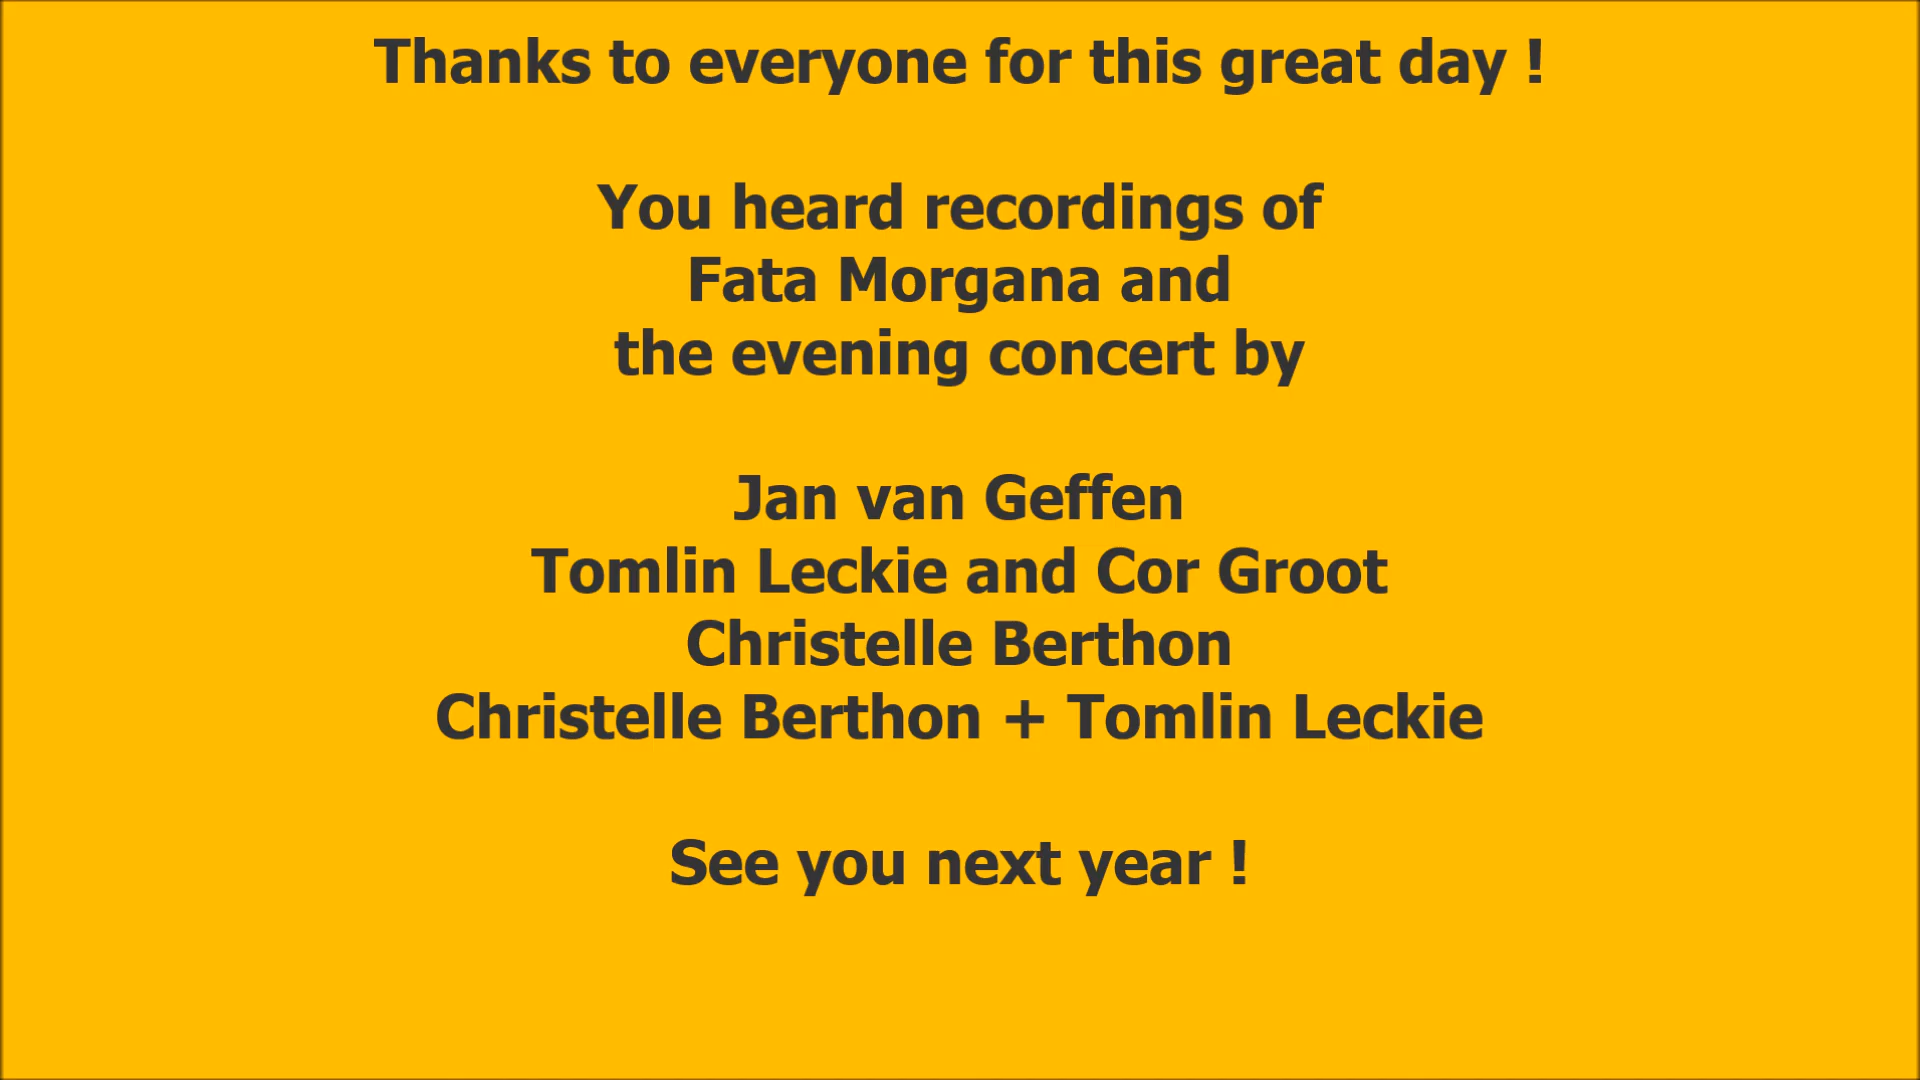 Thanks to everyone for this great day !
You heard recordings of
Fata Morgana and
the evening concert by
Jan van Geffen
Tomlin Leckie and Cor Groot
Christelle Berthon
Christelle Berthon + Tomlin Leckie
See you next year !